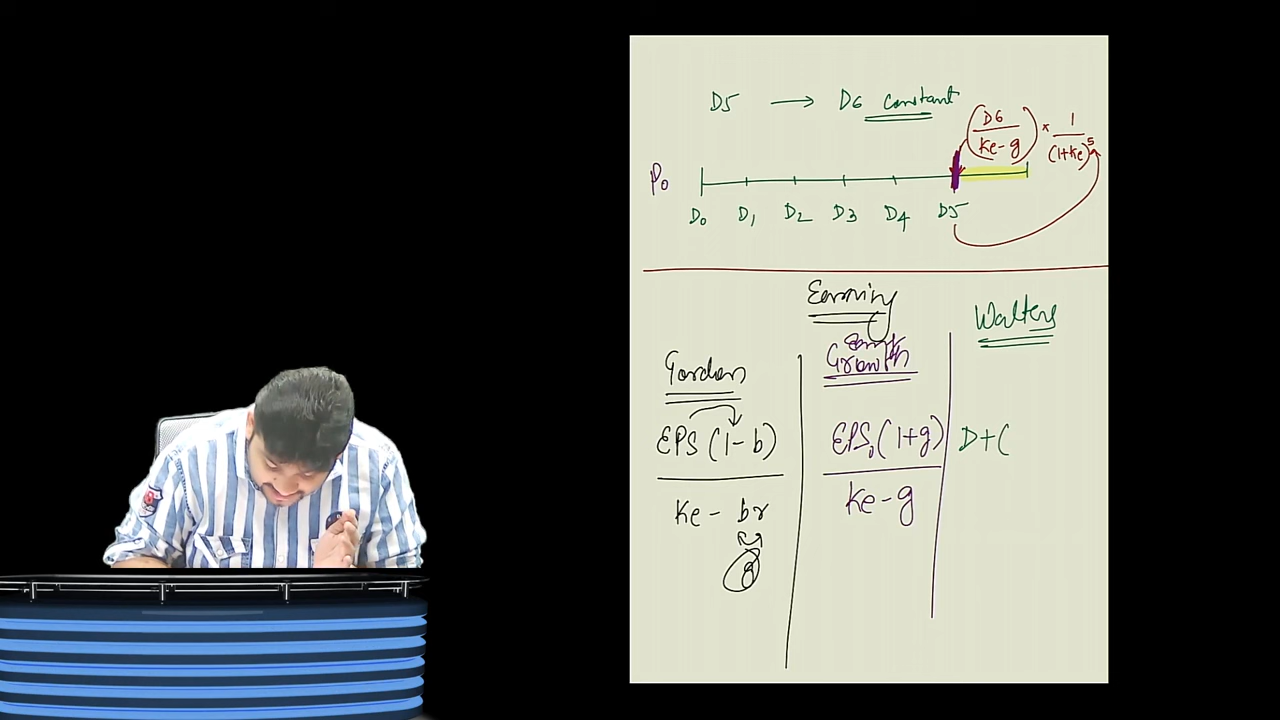 D5 → D6 constant
(D6 / Ke-g) × 1 / (1+Ke)^5
P₀
D₀ D₁ D₂ D₃ D₄ D5
Earning
Gordon
Growth
Walters
EPS (1-b)
Ke - br
g
EPS₀ (1+g)
Ke-g
D+(